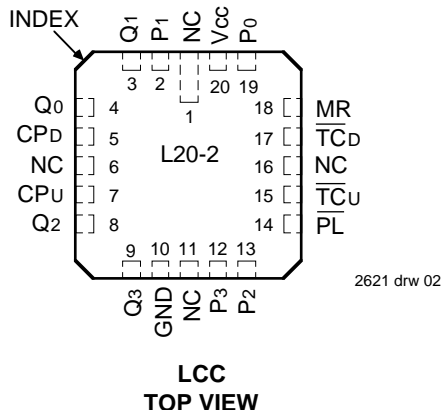 INDEX
Q1 P1 NC Vcc P0
3 2 1 20 19
Q0 4 18 MR
CPD 5 17 TCD
NC 6 L20-2 16 NC
CPU 7 15 TCU
Q2 8 14 PL
9 10 11 12 13
Q3 GND NC P3 P2
2621 drw 02
LCC
TOP VIEW